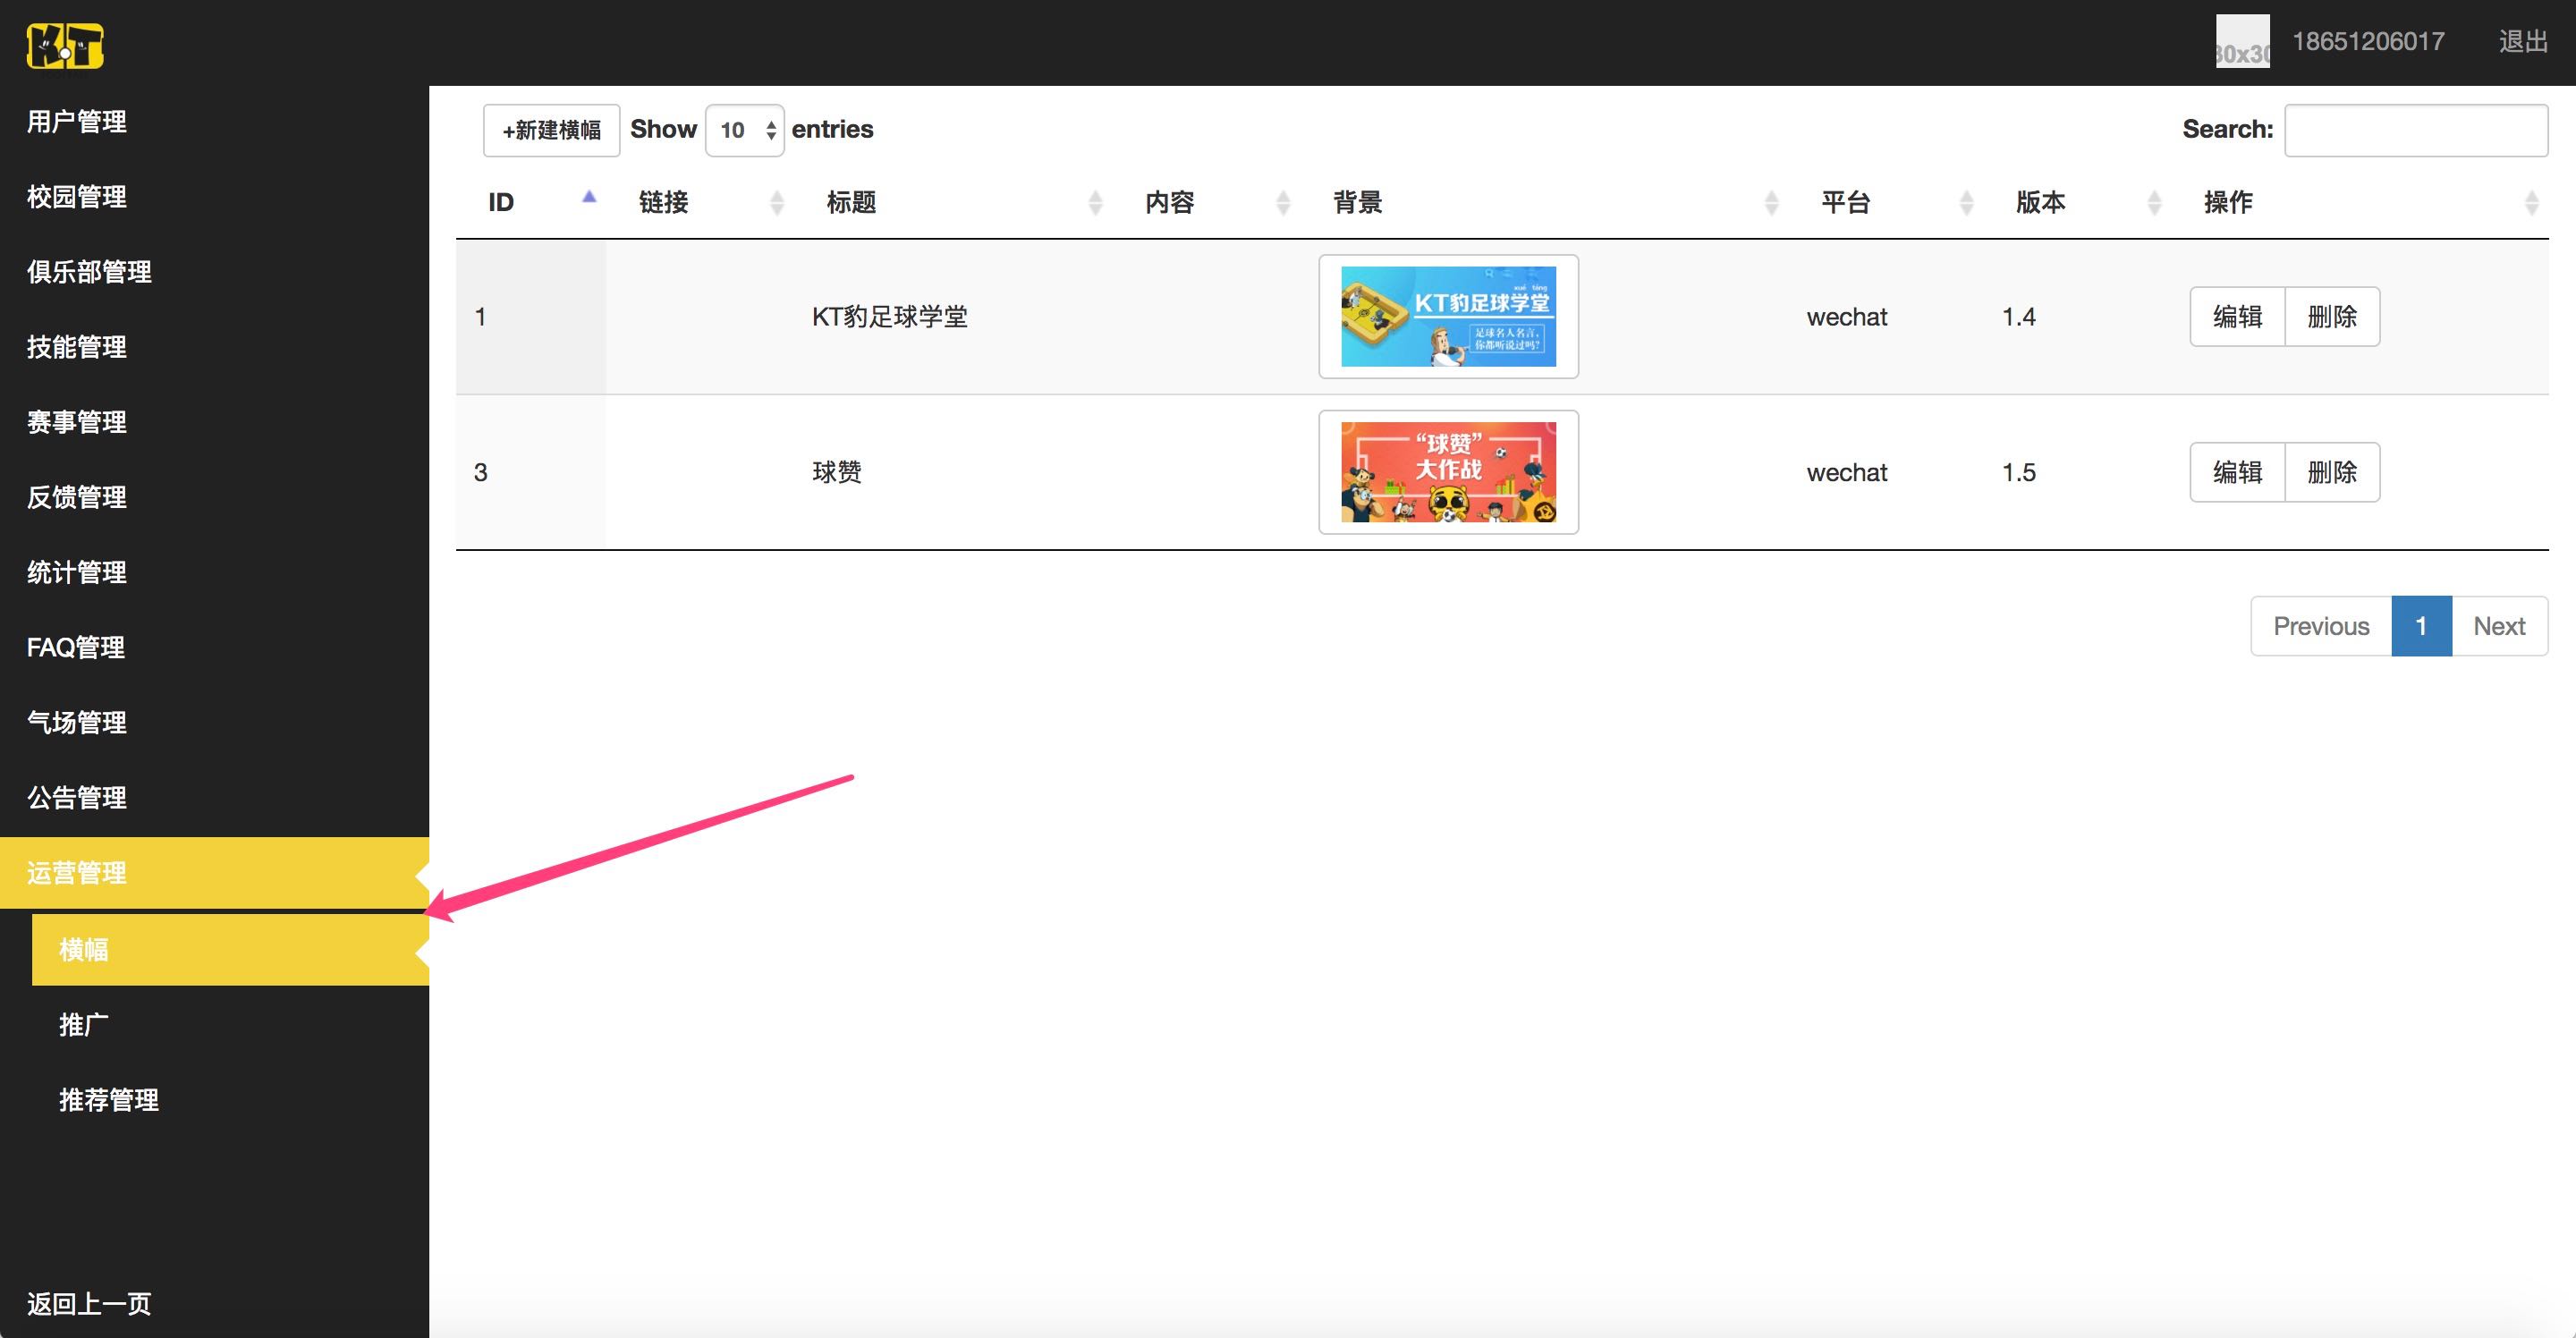 KT
30x30
18651206017
退出
用户管理
校园管理
俱乐部管理
技能管理
赛事管理
反馈管理
统计管理
FAQ管理
气场管理
公告管理
运营管理
横幅
推广
推荐管理
返回上一页
+新建横幅 Show 10 entries
Search:
ID 链接 标题 内容 背景 平台 版本 操作
1 KT豹足球学堂 wechat 1.4 编辑 删除
xué táng
KT豹足球学堂
足球名人名言,
你都听说过吗?
3 球赞 wechat 1.5 编辑 删除
“球赞”
大作战
Previous 1 Next